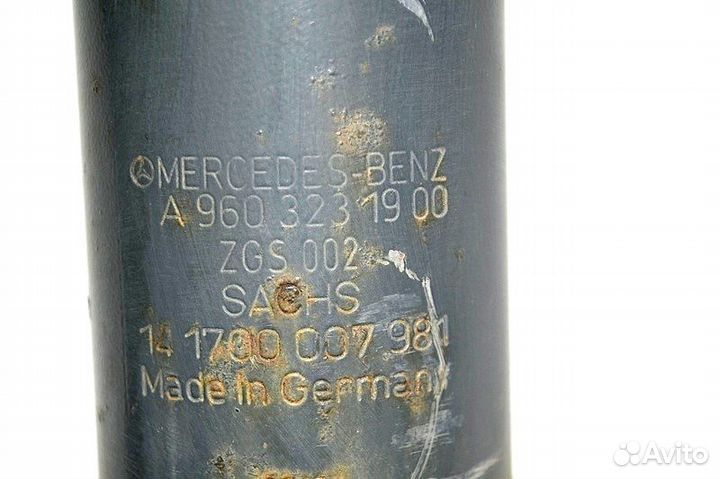 MERCEDES-BENZ
A 960 323 19 00
ZGS 002
SACHS
14 1700 007 981
Made in Germany
Avito